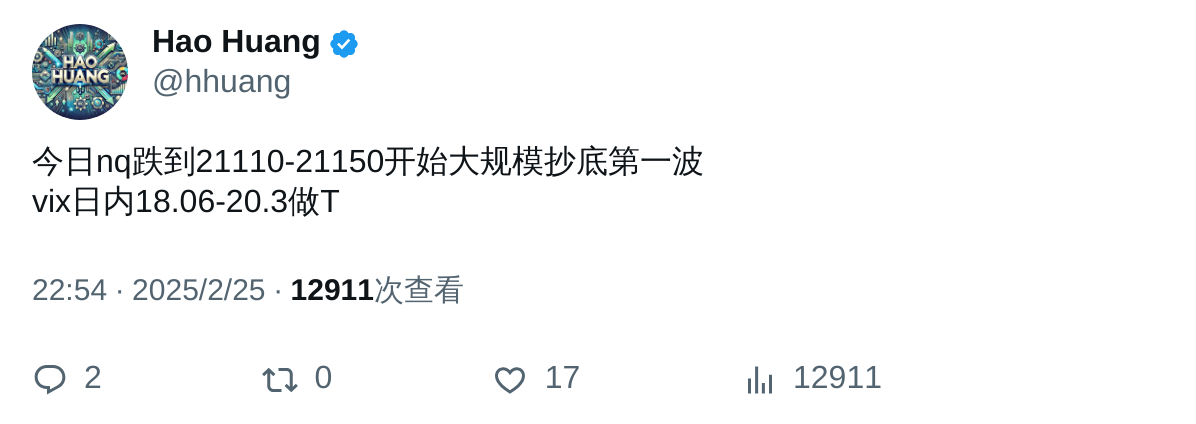 HAO
HUANG
Hao Huang
@hhuang
今日nq跌到21110-21150开始大规模抄底第一波
vix日内18.06-20.3做T
22:54 · 2025/2/25 · 12911次查看
2 0 17 12911